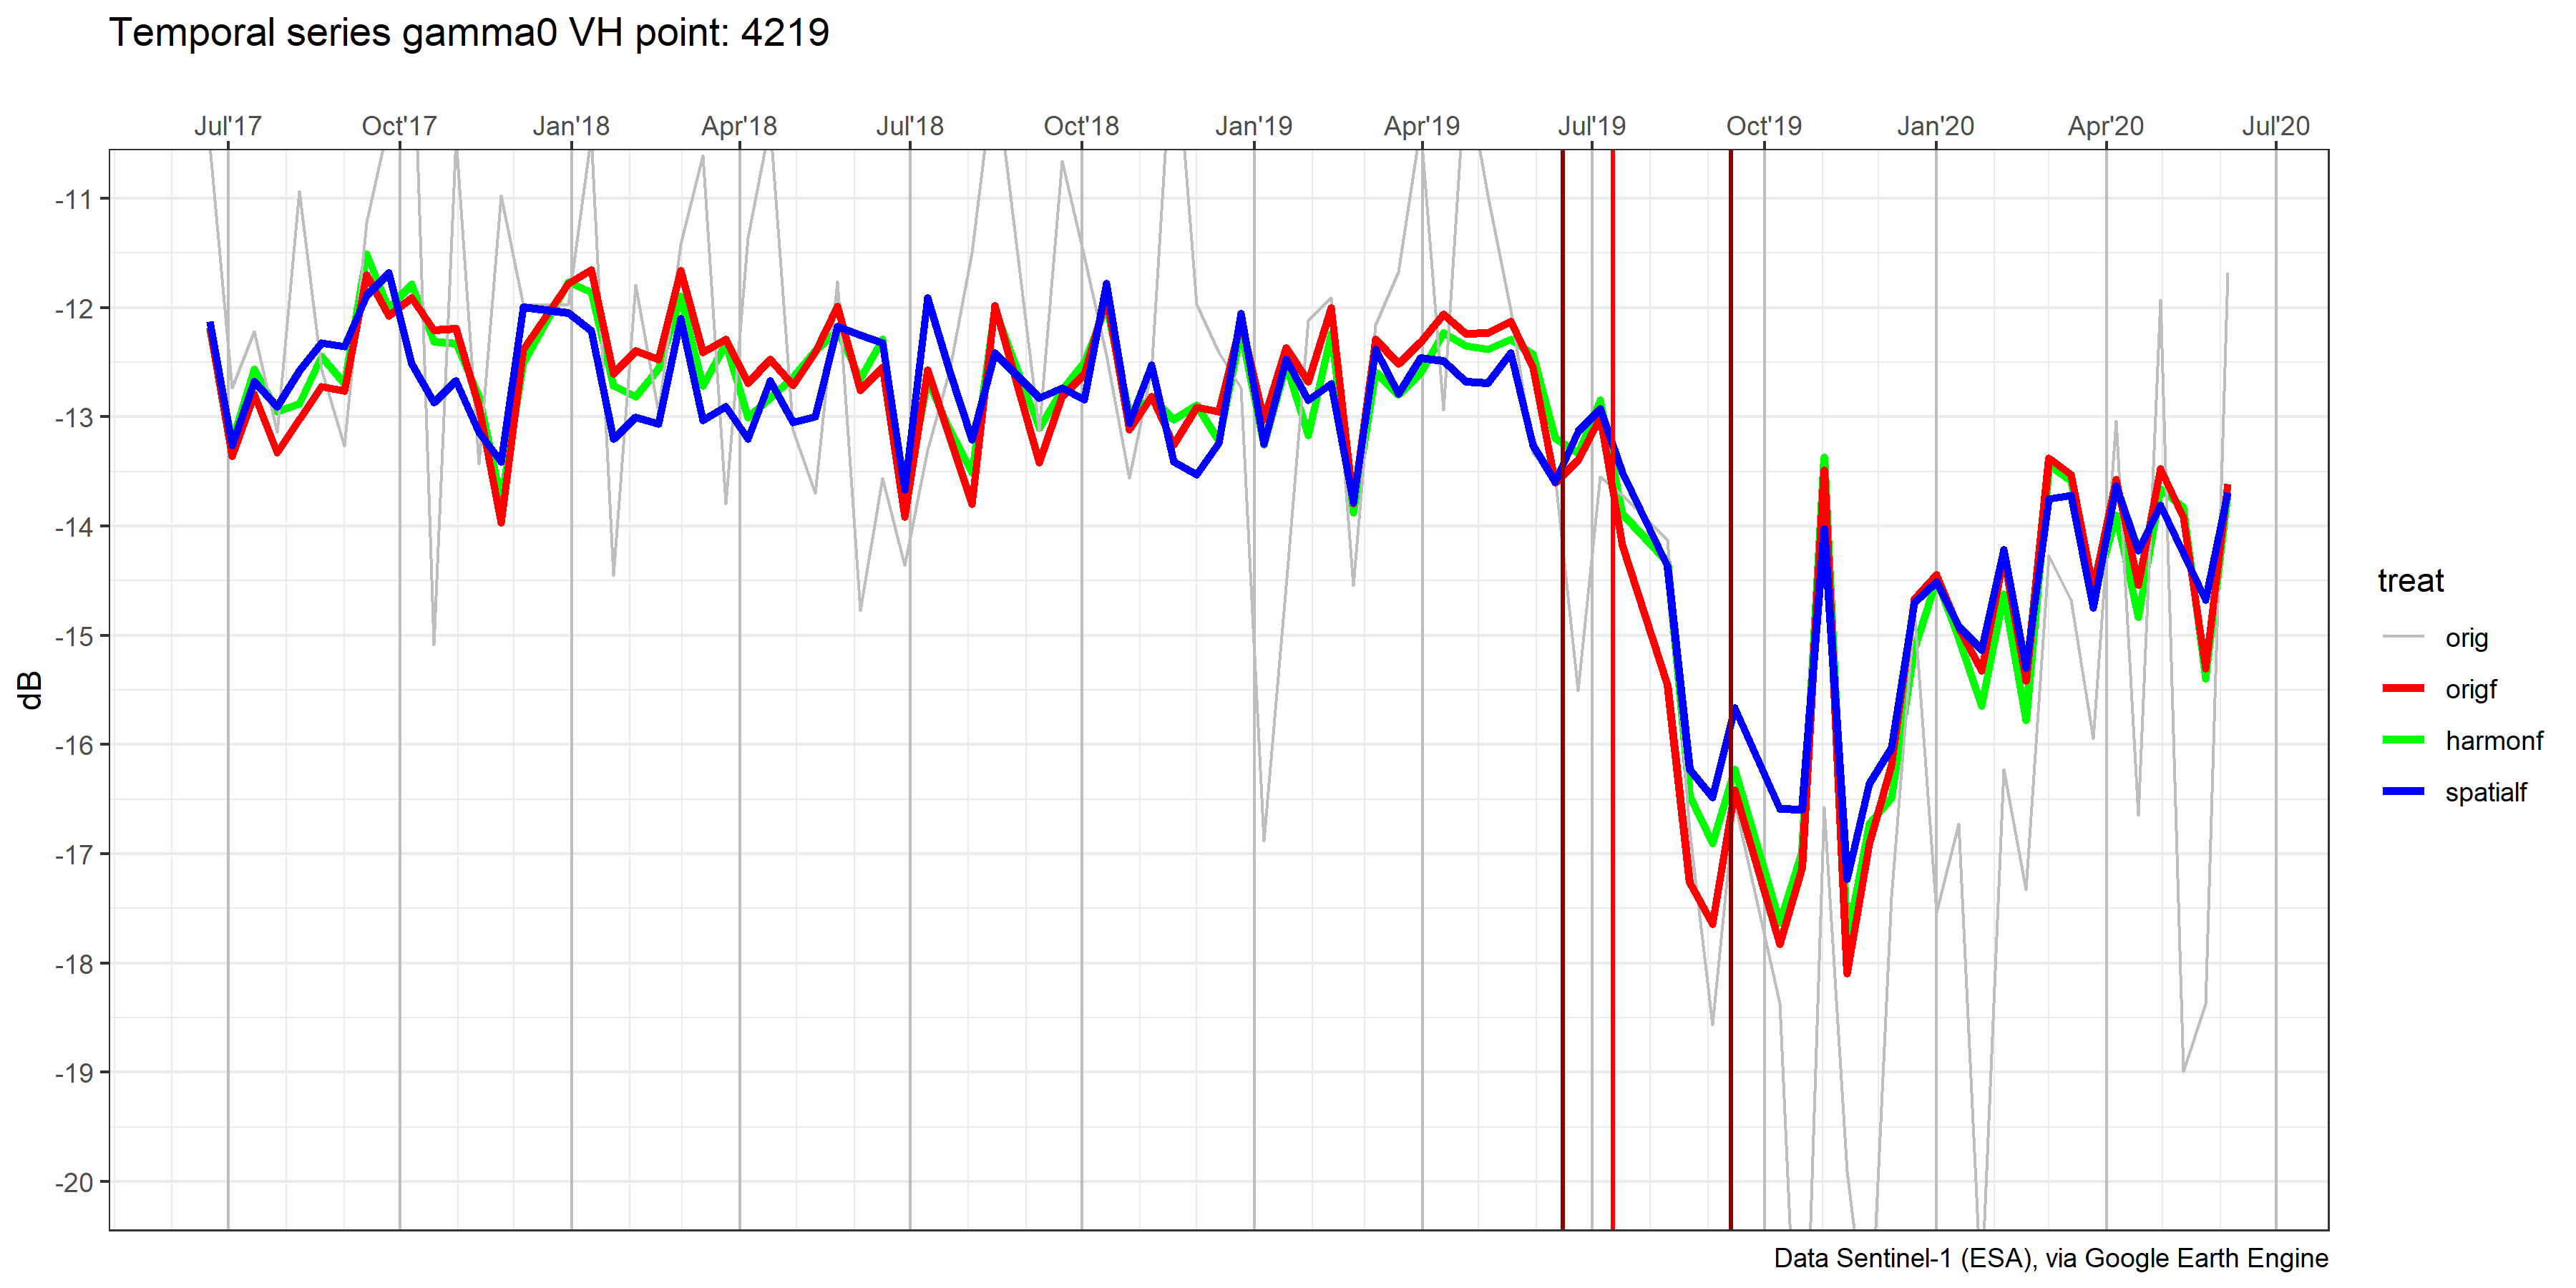 Temporal series gamma0 VH point: 4219
Jul'17 Oct'17 Jan'18 Apr'18 Jul'18 Oct'18 Jan'19 Apr'19 Jul'19 Oct'19 Jan'20 Apr'20 Jul'20
-11
-12
-13
-14
-15
-16
-17
-18
-19
-20
dB
treat
orig
origf
harmonf
spatialf
Data Sentinel-1 (ESA), via Google Earth Engine